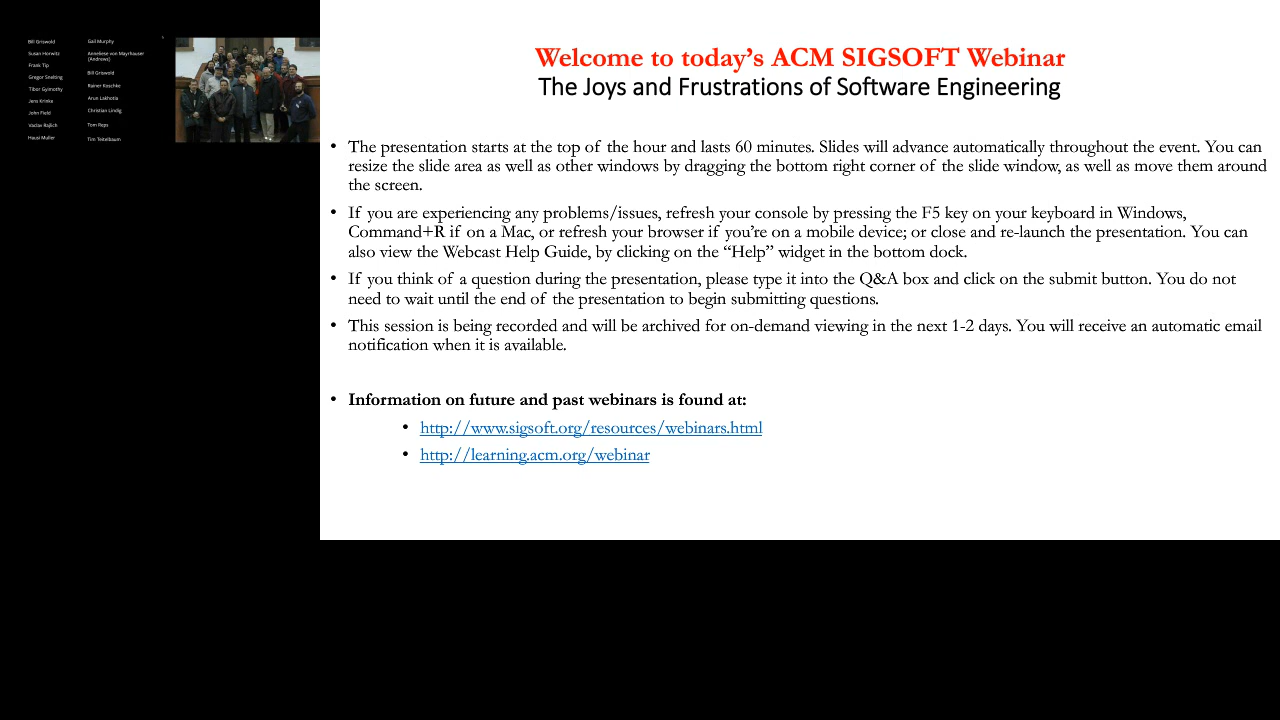 Bill Griswold
Susan Horwitz
Frank Tip
Gregor Snelting
Tibor Gyimothy
Jens Krinke
John Field
Vaclav Rajlich
Hausi Muller
Gail Murphy
Anneliese von Mayrhauser
(Andrews)
Bill Griswold
Rainer Koschke
Arun Lakhotia
Christian Lindig
Tom Reps
Tim Teitelbaum
Welcome to today’s ACM SIGSOFT Webinar
The Joys and Frustrations of Software Engineering
• The presentation starts at the top of the hour and lasts 60 minutes. Slides will advance automatically throughout the event. You can
resize the slide area as well as other windows by dragging the bottom right corner of the slide window, as well as move them around
the screen.
• If you are experiencing any problems/issues, refresh your console by pressing the F5 key on your keyboard in Windows,
Command+R if on a Mac, or refresh your browser if you’re on a mobile device; or close and re-launch the presentation. You can
also view the Webcast Help Guide, by clicking on the “Help” widget in the bottom dock.
• If you think of a question during the presentation, please type it into the Q&A box and click on the submit button. You do not
need to wait until the end of the presentation to begin submitting questions.
• This session is being recorded and will be archived for on-demand viewing in the next 1-2 days. You will receive an automatic email
notification when it is available.
• Information on future and past webinars is found at:
• http://www.sigsoft.org/resources/webinars.html
• http://learning.acm.org/webinar